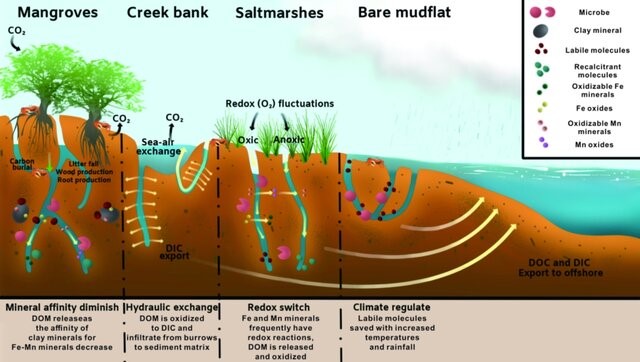 Mangroves
Creek bank
Saltmarshes
Bare mudflat
CO₂
CO₂
CO₂
Sea-air
exchange
Redox (O₂) fluctuations
Oxic
Anoxic
Carbon
burial
Litter fall
Wood production
Root production
DIC
export
DOC and DIC
Export to offshore
Microbe
Clay mineral
Labile molecules
Recalcitrant
molecules
Oxidizable Fe
minerals
Fe oxides
Oxidizable Mn
minerals
Mn oxides
Mineral affinity diminish
DOM releaseas
the affinity of
clay minerals for
Fe-Mn minerals decrease
Hydraulic exchange
DOM is oxidized
to DIC and
infiltrate from burrows
to sediment matrix
Redox switch
Fe and Mn minerals
frequently have
redox reactions,
DOM is released
and oxidized
Climate regulate
Labile molecules
saved with increased
temperatures
and rainfall